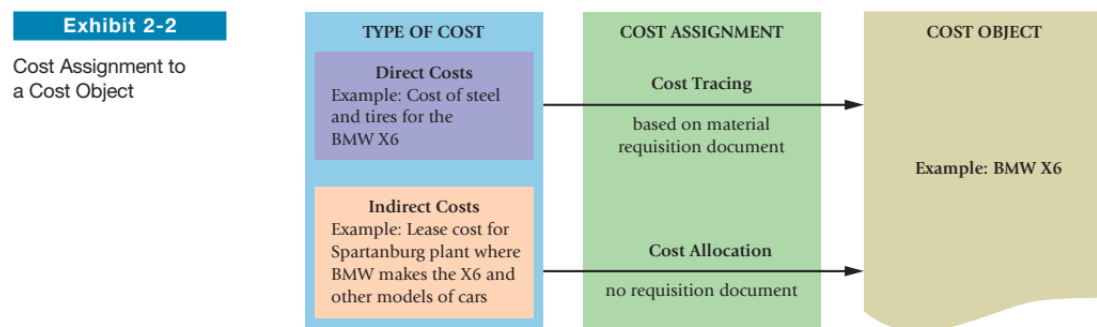 Exhibit 2-2
Cost Assignment to
a Cost Object
TYPE OF COST
Direct Costs
Example: Cost of steel
and tires for the
BMW X6
Indirect Costs
Example: Lease cost for
Spartanburg plant where
BMW makes the X6 and
other models of cars
COST ASSIGNMENT
Cost Tracing
based on material
requisition document
Cost Allocation
no requisition document
COST OBJECT
Example: BMW X6